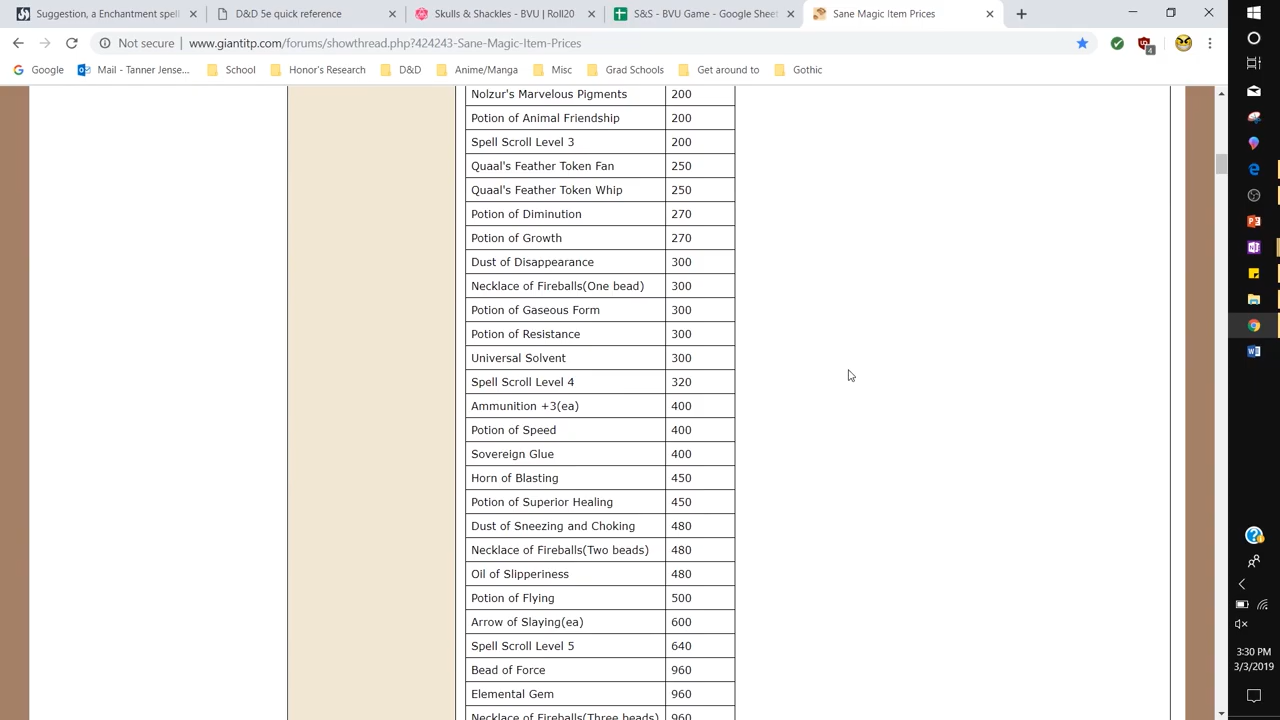 Suggestion, a Enchantment spell
D&D 5e quick reference
Skulls & Shackles - BVU | Roll20
S&S - BVU Game - Google Sheet
Sane Magic Item Prices
Not secure | www.giantitp.com/forums/showthread.php?424243-Sane-Magic-Item-Prices
4
Google
Mail - Tanner Jense...
School
Honor's Research
D&D
Anime/Manga
Misc
Grad Schools
Get around to
Gothic
Nolzur's Marvelous Pigments 200
Potion of Animal Friendship 200
Spell Scroll Level 3 200
Quaal's Feather Token Fan 250
Quaal's Feather Token Whip 250
Potion of Diminution 270
Potion of Growth 270
Dust of Disappearance 300
Necklace of Fireballs(One bead) 300
Potion of Gaseous Form 300
Potion of Resistance 300
Universal Solvent 300
Spell Scroll Level 4 320
Ammunition +3(ea) 400
Potion of Speed 400
Sovereign Glue 400
Horn of Blasting 450
Potion of Superior Healing 450
Dust of Sneezing and Choking 480
Necklace of Fireballs(Two beads) 480
Oil of Slipperiness 480
Potion of Flying 500
Arrow of Slaying(ea) 600
Spell Scroll Level 5 640
Bead of Force 960
Elemental Gem 960
Necklace of Fireballs(Three beads) 960
3:30 PM
3/3/2019